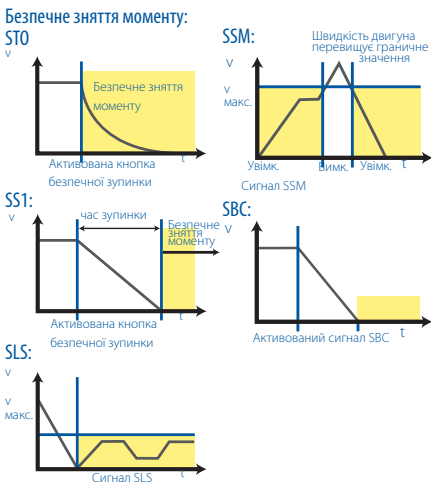 Безпечне зняття моменту:
STO
v
Безпечне зняття
моменту
t
Активована кнопка
безпечної зупинки
SSM:
Швидкість двигуна
перевищує граничне
значення
v
v
макс.
t
Увімк.
Вимк.
Увімк.
Сигнал SSM
SS1:
v
час зупинки
Безпечне
зняття
моменту
t
Активована кнопка
безпечної зупинки
SBC:
v
t
Активований сигнал SBC
SLS:
v
v
макс.
t
Сигнал SLS